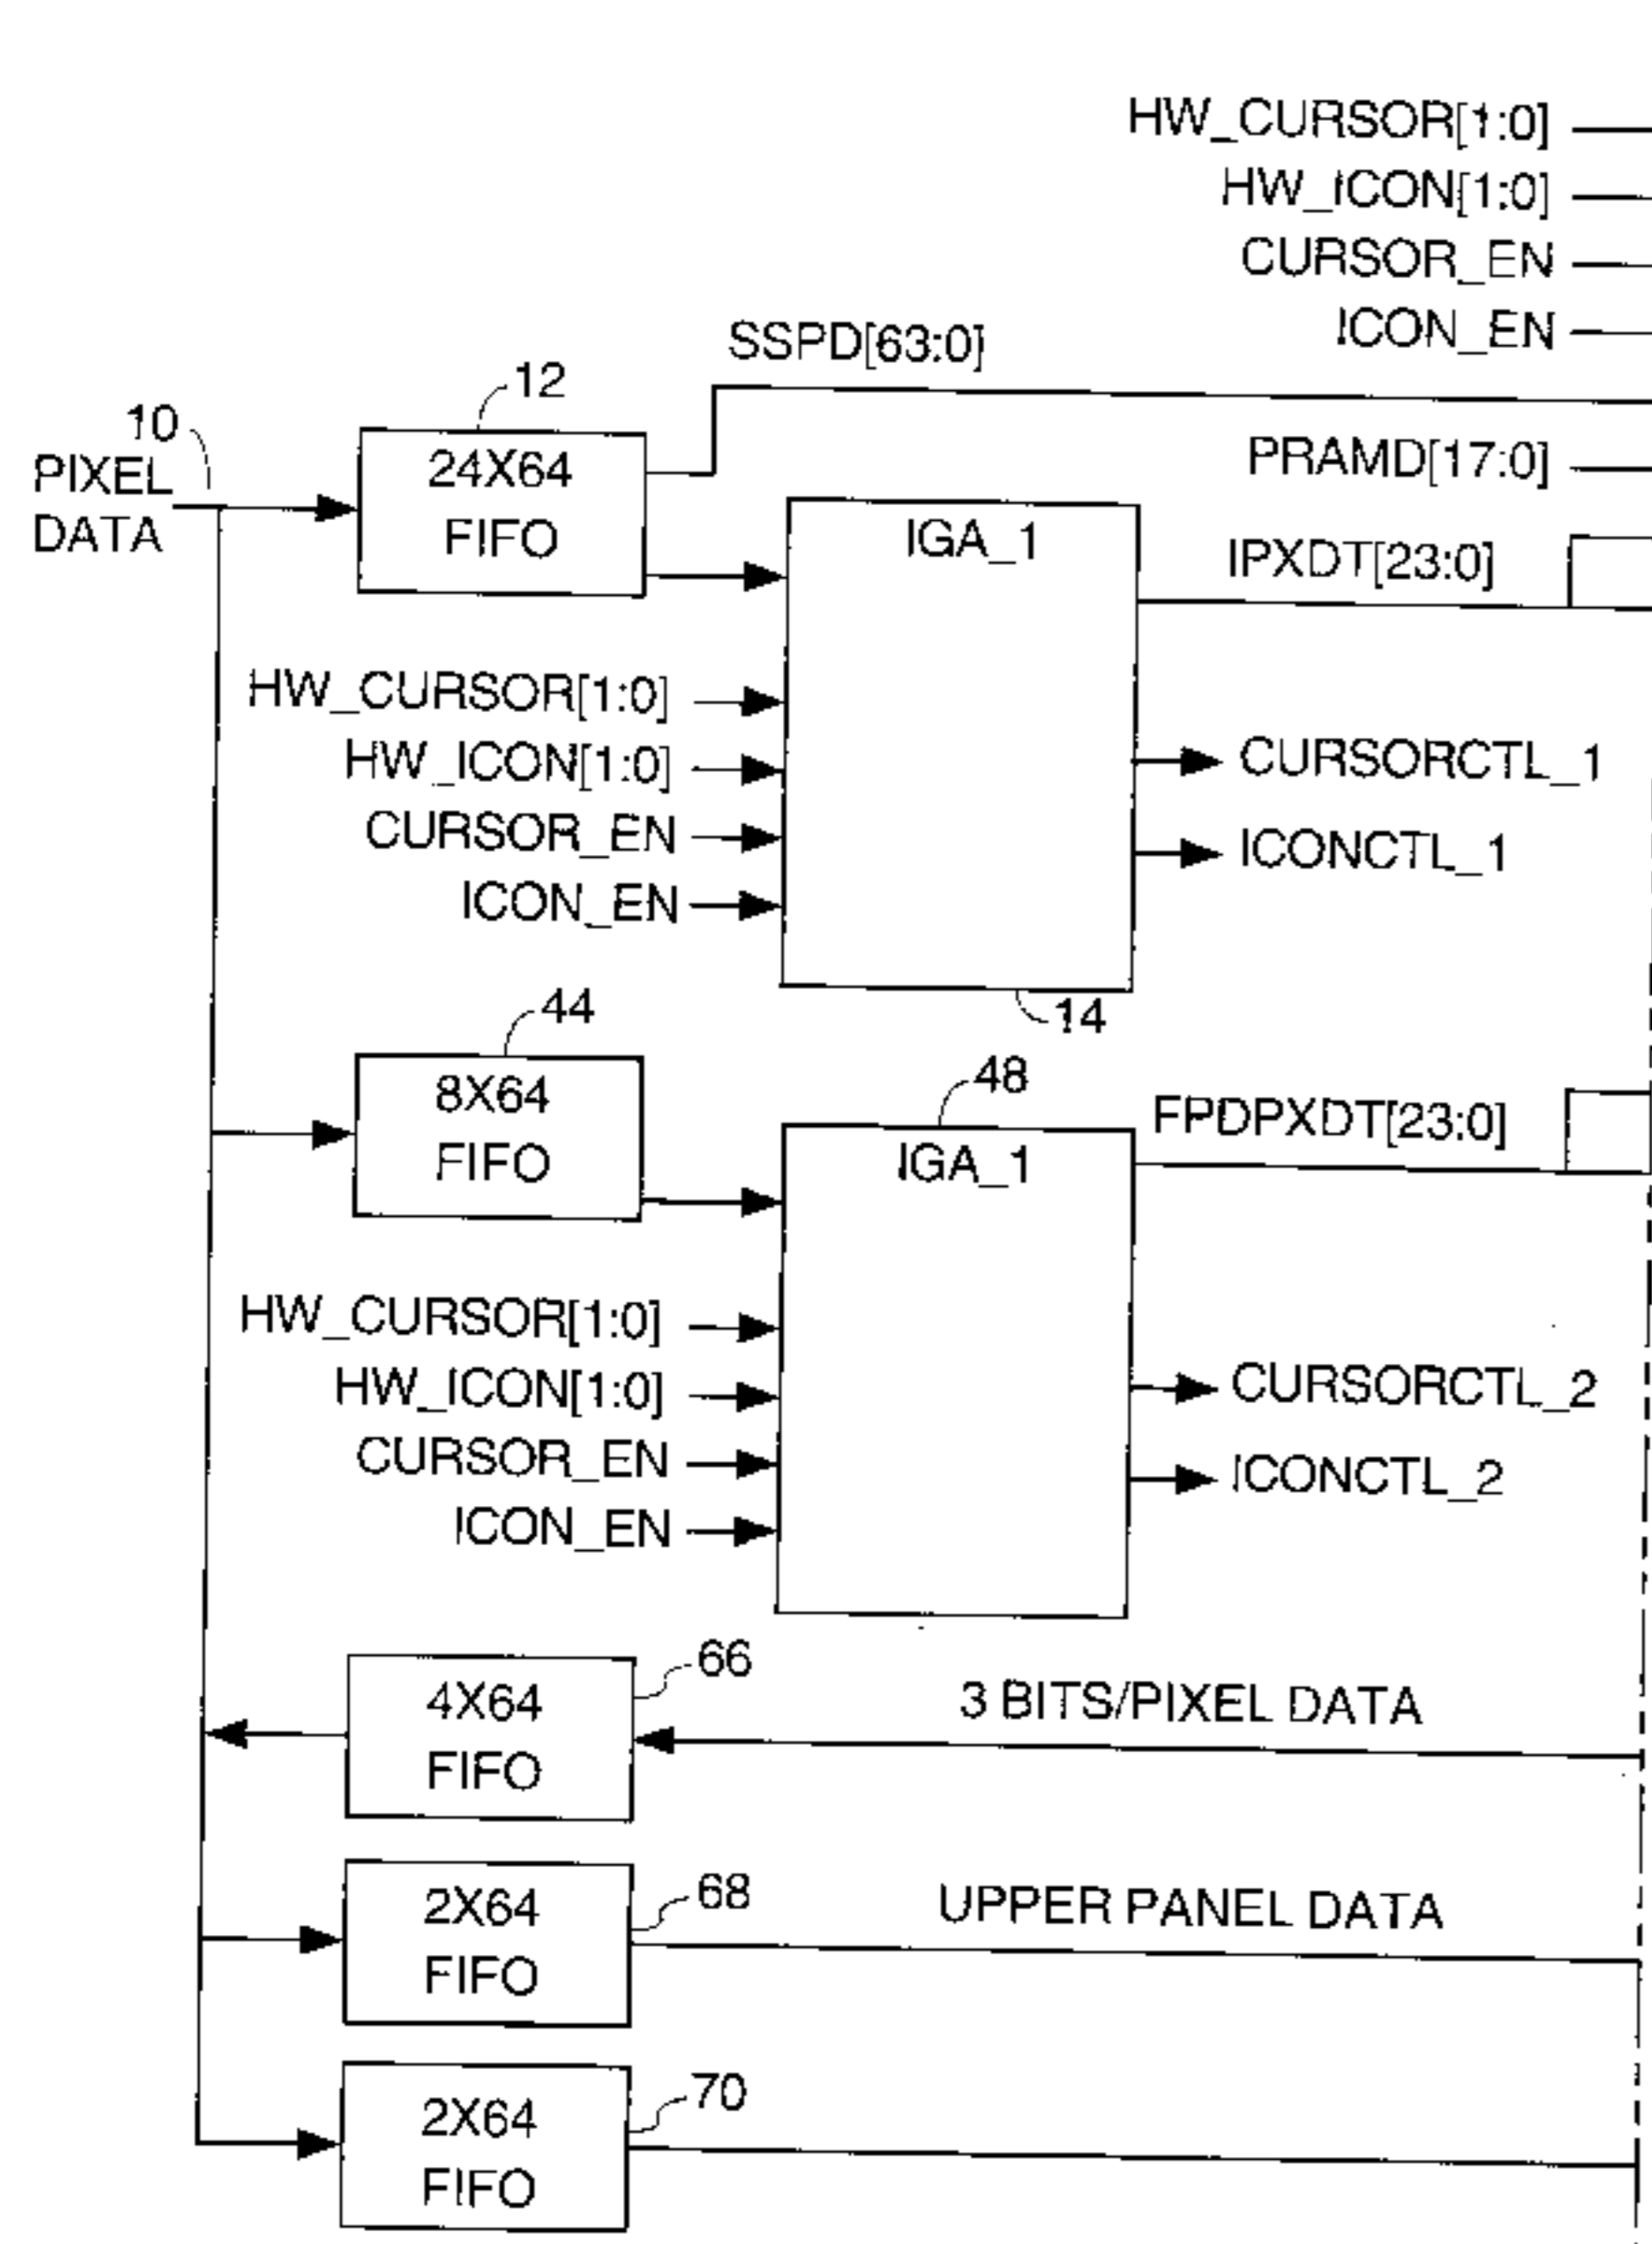 HW_CURSOR[1:0]
HW_ICON[1:0]
CURSOR_EN
ICON_EN
SSPD[63:0]
12
10
PIXEL
DATA
24X64
FIFO
PRAMD[17:0]
IGA_1
IPXDT[23:0]
HW_CURSOR[1:0]
HW_ICON[1:0]
CURSOR_EN
ICON_EN
CURSORCTL_1
ICONCTL_1
14
44
8X64
FIFO
48
IGA_1
FPDPXDT[23:0]
HW_CURSOR[1:0]
HW_ICON[1:0]
CURSOR_EN
ICON_EN
CURSORCTL_2
ICONCTL_2
66
4X64
FIFO
3 BITS/PIXEL DATA
68
2X64
FIFO
UPPER PANEL DATA
70
2X64
FIFO